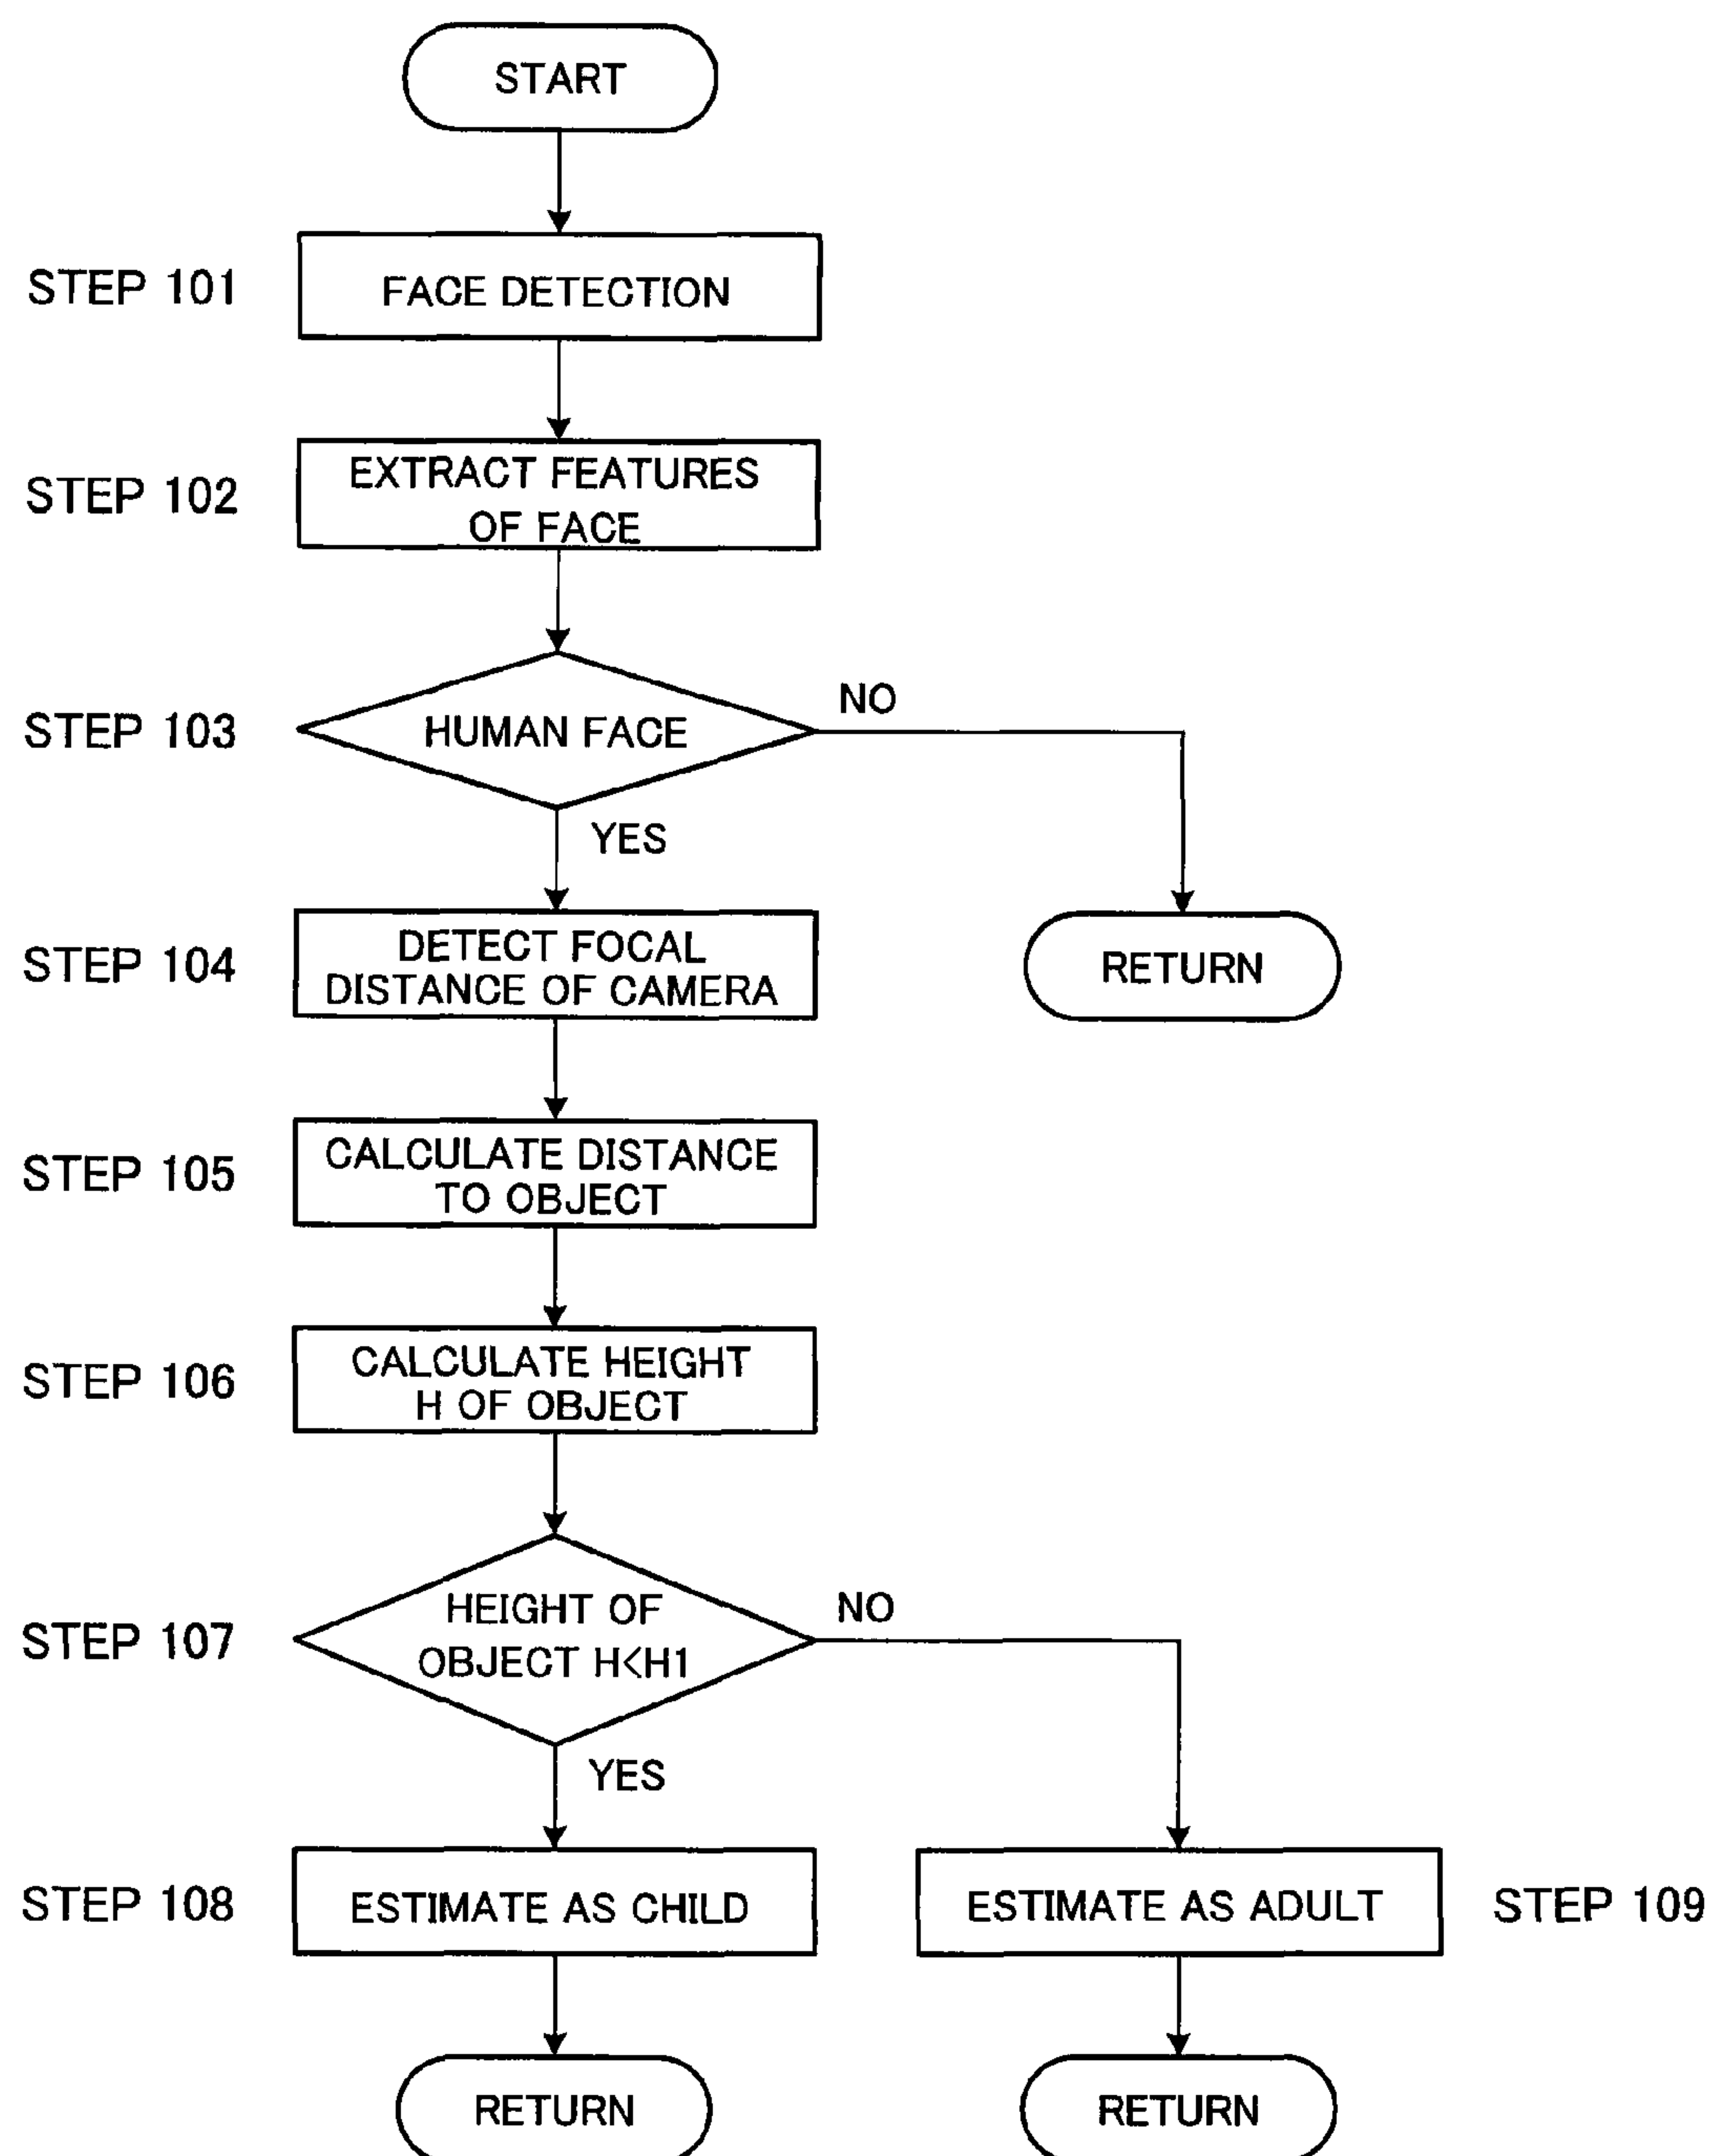 START
STEP 101
FACE DETECTION
STEP 102
EXTRACT FEATURES
OF FACE
STEP 103
HUMAN FACE
NO
YES
STEP 104
DETECT FOCAL
DISTANCE OF CAMERA
RETURN
STEP 105
CALCULATE DISTANCE
TO OBJECT
STEP 106
CALCULATE HEIGHT
H OF OBJECT
STEP 107
HEIGHT OF
OBJECT H<H1
NO
YES
STEP 108
ESTIMATE AS CHILD
ESTIMATE AS ADULT
STEP 109
RETURN
RETURN